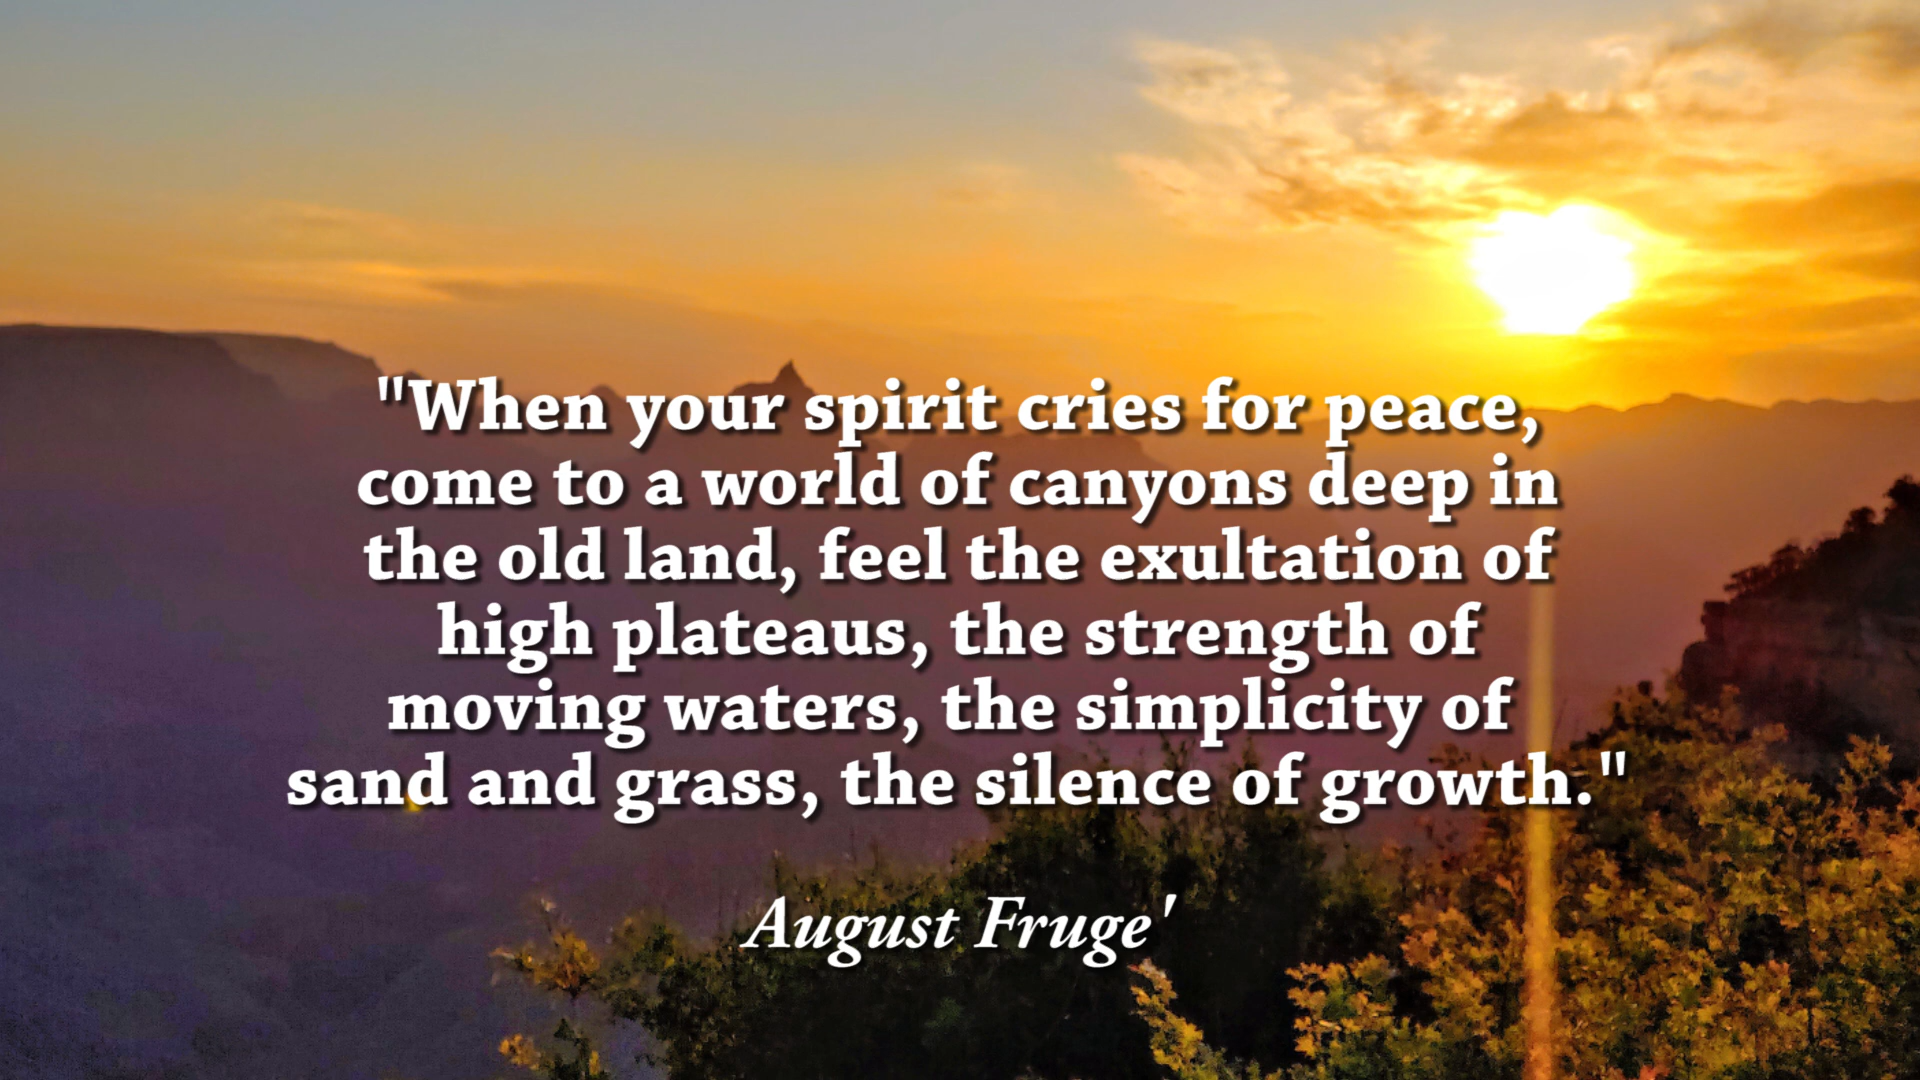 "When your spirit cries for peace,
come to a world of canyons deep in
the old land, feel the exultation of
high plateaus, the strength of
moving waters, the simplicity of
sand and grass, the silence of growth."
August Fruge'